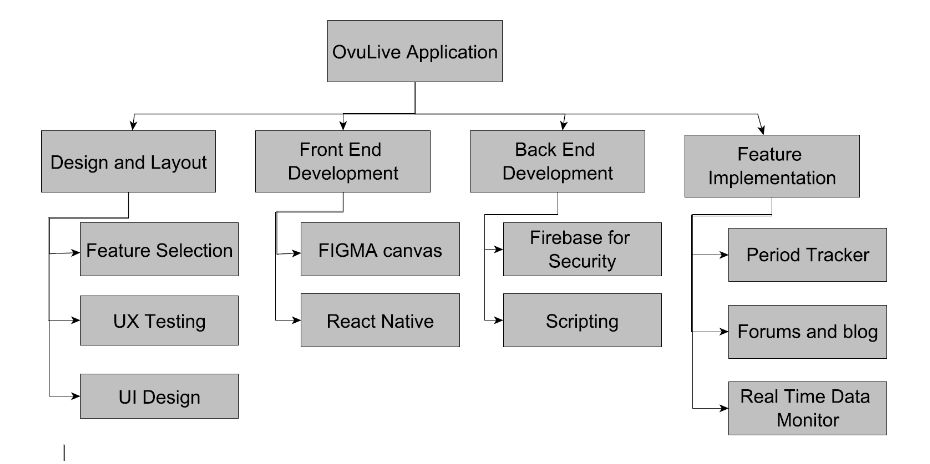 OvuLive Application
Design and Layout
Front End
Development
Back End
Development
Feature
Implementation
Feature Selection
UX Testing
UI Design
FIGMA canvas
React Native
Firebase for
Security
Scripting
Period Tracker
Forums and blog
Real Time Data
Monitor